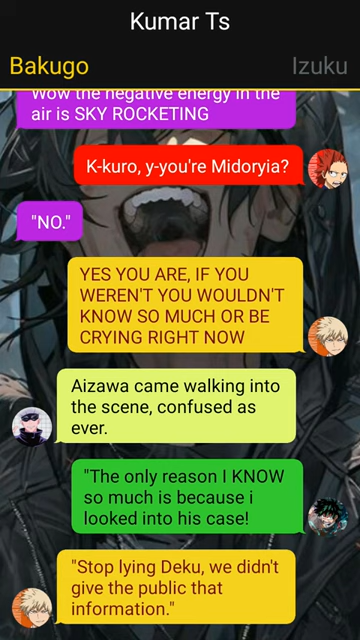 Kumar Ts
Bakugo
Izuku
Wow the negative energy in the
air is SKY ROCKETING
K-kuro, y-you're Midoryia?
"NO."
YES YOU ARE, IF YOU
WEREN'T YOU WOULDN'T
KNOW SO MUCH OR BE
CRYING RIGHT NOW
Aizawa came walking into
the scene, confused as
ever.
"The only reason I KNOW
so much is because i
looked into his case!
"Stop lying Deku, we didn't
give the public that
information."